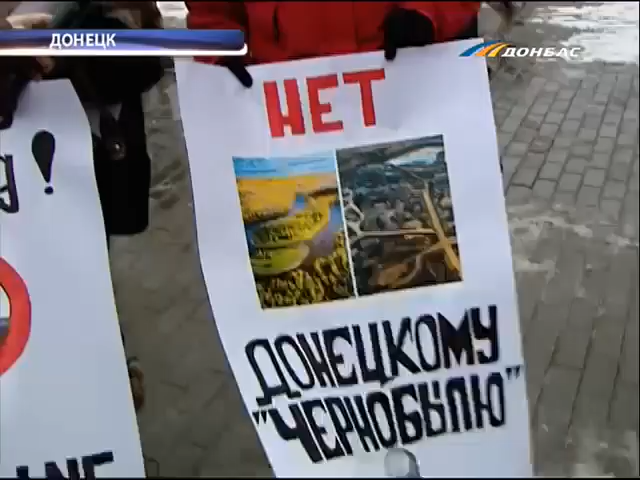 ДОНЕЦК
ДОНБАС
У!
НЕТ
ДОНЕЦКОМУ
"ЧЕРНОБЫЛЮ"